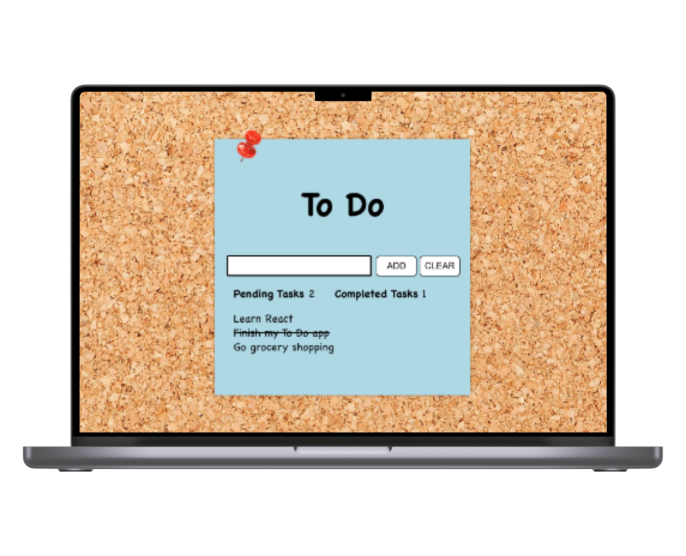 To Do
ADD CLEAR
Pending Tasks 2 Completed Tasks 1
Learn React
Finish my To Do app
Go grocery shopping